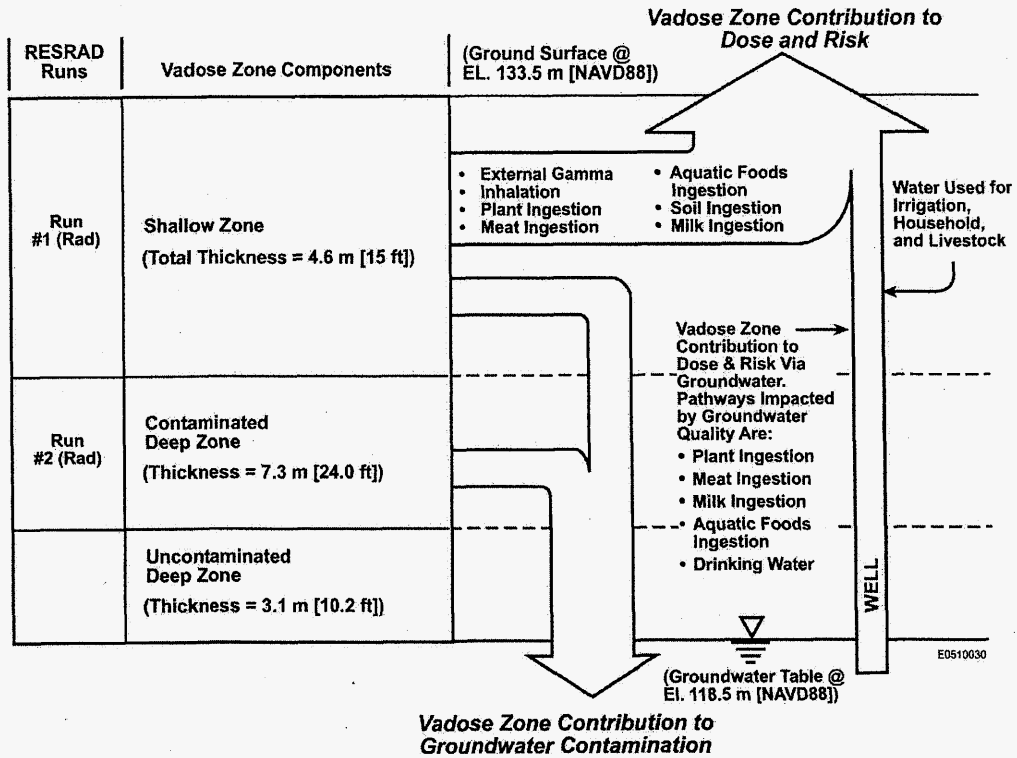 Vadose Zone Contribution to
Dose and Risk
RESRAD
Runs
Vadose Zone Components
(Ground Surface @
EL. 133.5 m [NAVD88])
Run
#1 (Rad)
Shallow Zone
(Total Thickness = 4.6 m [15 ft])
• External Gamma
• Inhalation
• Plant Ingestion
• Meat Ingestion
• Aquatic Foods
Ingestion
• Soil Ingestion
• Milk Ingestion
Water Used for
Irrigation,
Household,
and Livestock
Vadose Zone
Contribution to
Dose & Risk Via
Groundwater.
Pathways Impacted
by Groundwater
Quality Are:
• Plant Ingestion
• Meat Ingestion
• Milk Ingestion
• Aquatic Foods
Ingestion
• Drinking Water
Run
#2 (Rad)
Contaminated
Deep Zone
(Thickness = 7.3 m [24.0 ft])
Uncontaminated
Deep Zone
(Thickness = 3.1 m [10.2 ft])
WELL
E0510030
(Groundwater Table @
El. 118.5 m [NAVD88])
Vadose Zone Contribution to
Groundwater Contamination